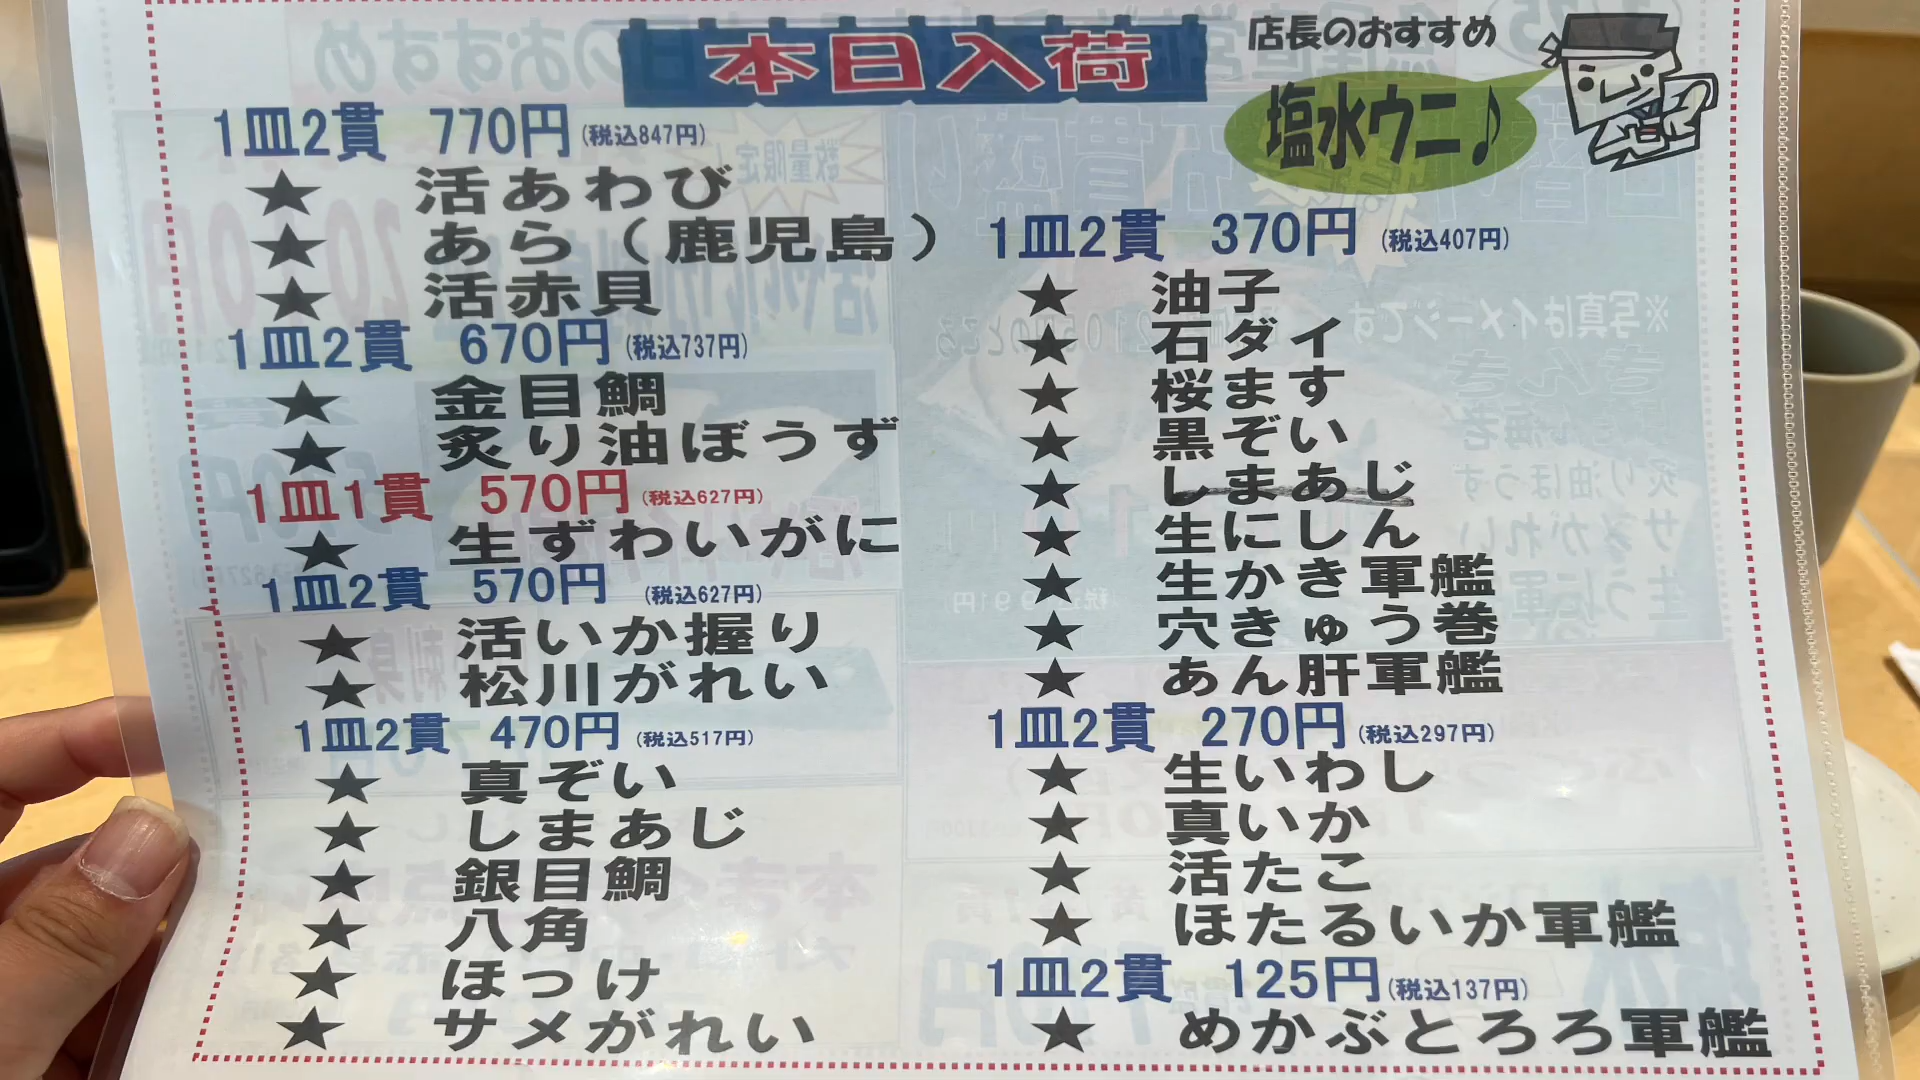 本日入荷
店長のおすすめ
塩水ウニ♪
1皿2貫 770円(税込847円)
★ 活あわび
★ あら(鹿児島)
★ 活赤貝
1皿2貫 670円(税込737円)
★ 金目鯛
★ 炙り油ぼうず
1皿1貫 570円(税込627円)
★ 生ずわいがに
1皿2貫 570円 (税込627円)
★ 活いか握り
★ 松川がれい
1皿2貫 470円(税込517円)
★ 真ぞい
★ しまあじ
★ 銀目鯛
★ 八角
★ ほっけ
★ サメがれい
1皿2貫 370円(税込407円)
★ 油子
★ 石ダイ
★ 桜ます
★ 黒ぞい
★ しまあじ
★ 生にしん
★ 生かき軍艦
★ 穴きゅう巻
★ あん肝軍艦
1皿2貫 270円(税込297円)
★ 生いわし
★ 真いか
★ 活たこ
★ ほたるいか軍艦
1皿2貫 125円(税込137円)
★ めかぶとろろ軍艦